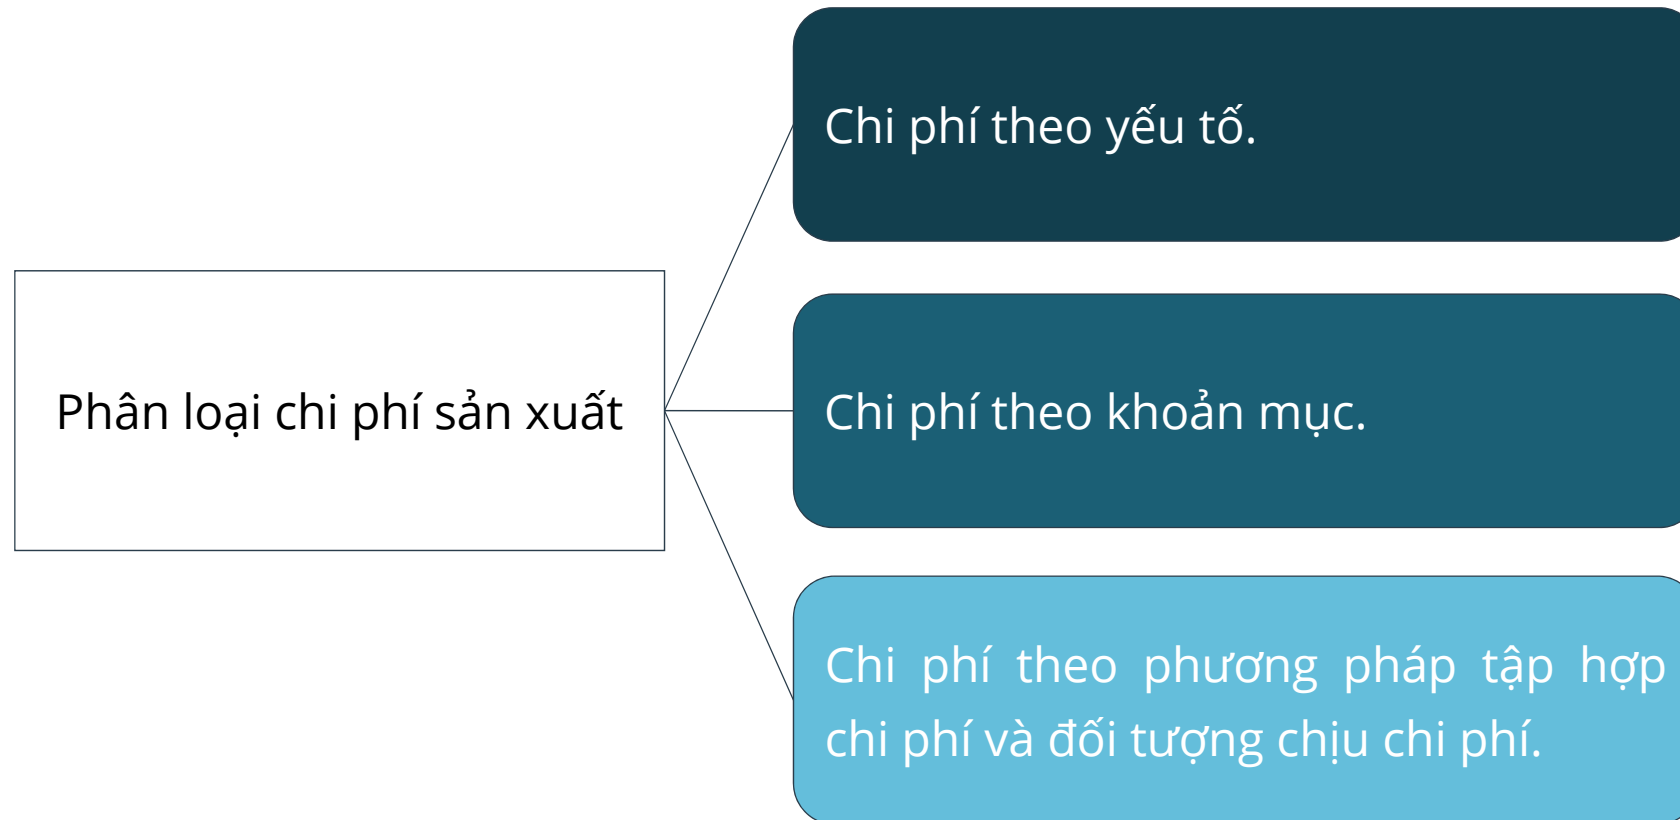 Chi phí theo yếu tố.
Phân loại chi phí sản xuất
Chi phí theo khoản mục.
Chi phí theo phương pháp tập hợp
chi phí và đối tượng chịu chi phí.